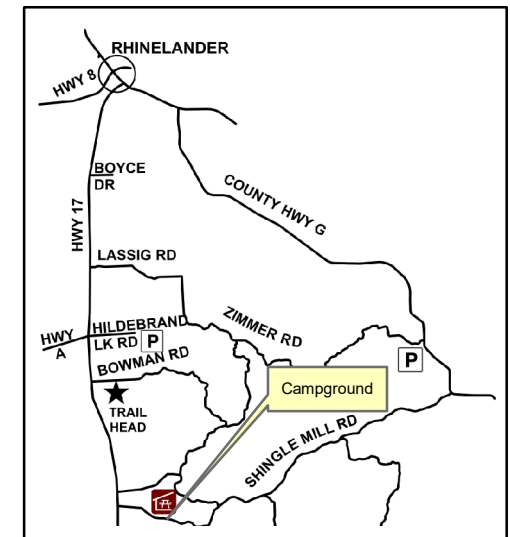 RHINELANDER
HWY 8
BOYCE
DR
COUNTY HWY G
HWY 17
LASSIG RD
ZIMMER RD
HILDEBRAND
LK RD
P
HWY
A
BOWMAN RD
P
Campground
TRAIL
HEAD
SHINGLE MILL RD